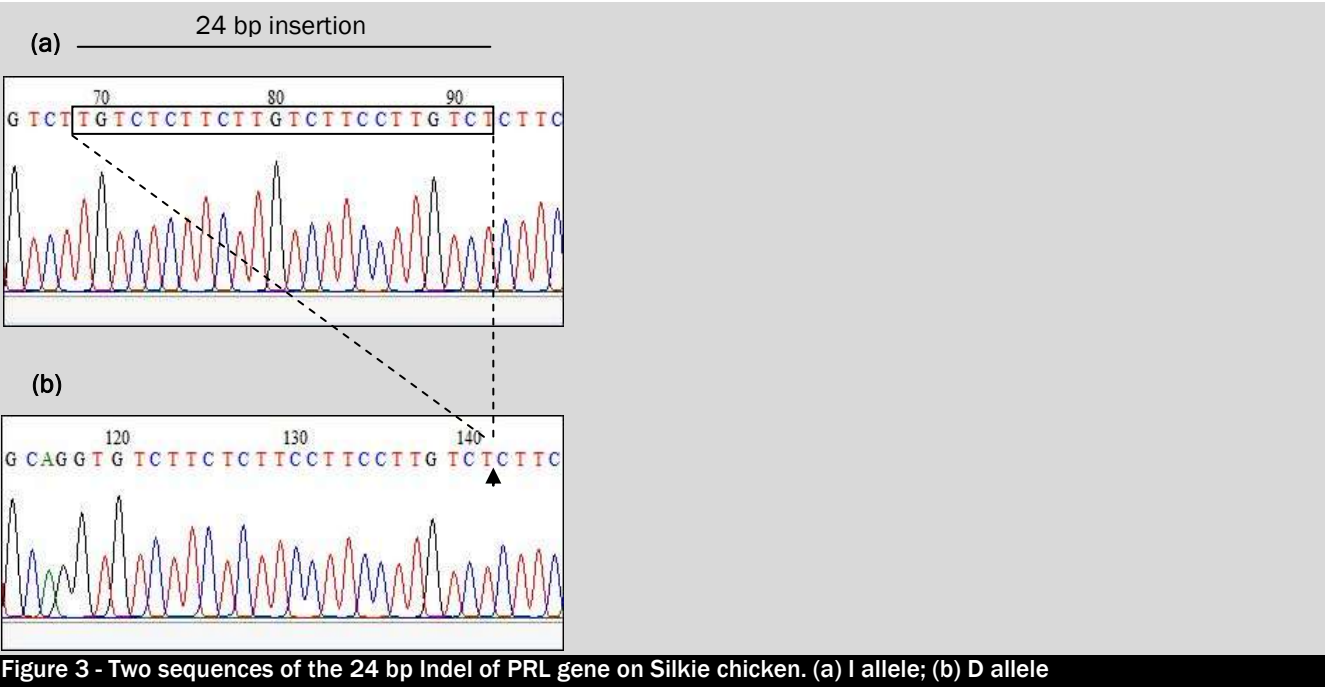 24 bp insertion
(a)
70 80 90
G T C T T G T C T C T T C T T G T C T T C C T T G T C T C T T C
(b)
120 130 140
G C A G G T G T C T T C T C T T C C T T C C T T G T C T C T T C
Figure 3 - Two sequences of the 24 bp Indel of PRL gene on Silkie chicken. (a) I allele; (b) D allele